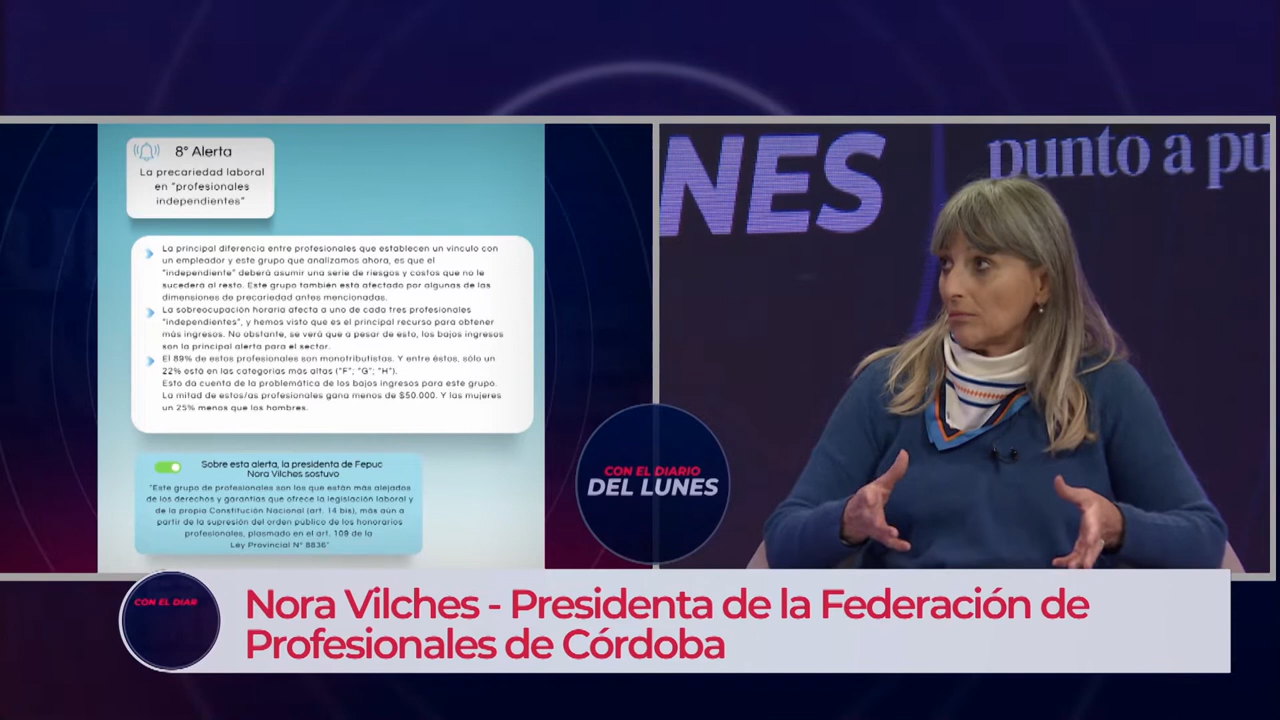 8° Alerta
La precariedad laboral
en "profesionales
independientes"
La principal diferencia entre profesionales que establecen un vínculo con
un empleador y este grupo que analizamos ahora, es que el
"independiente" deberá asumir una serie de riesgos y costos que no le
sucederá al resto. Este grupo también está afectado por algunas de las
dimensiones de precariedad antes mencionadas.
La sobreocupación horaria afecta a uno de cada tres profesionales
"independientes", y hemos visto que es el principal recurso para obtener
más ingresos. No obstante, se verá que a pesar de esto, los bajos ingresos
son la principal alerta para el sector.
El 89% de estos profesionales son monotributistas. Y entre éstos, sólo un
22% está en las categorías más altas ("F"; "G"; "H").
Esto da cuenta de la problemática de los bajos ingresos para este grupo.
La mitad de estos/as profesionales gana menos de $50.000. Y las mujeres
un 25% menos que los hombres.
Sobre esta alerta, la presidenta de Fepuc
Nora Vilches sostuvo
"Este grupo de profesionales son los que están más alejados
de los derechos y garantías que ofrece la legislación laboral y
de la propia Constitución Nacional (art. 14 bis), más aún a
partir de la supresión del orden público de los honorarios
profesionales, plasmado en el art. 109 de la
Ley Provincial N° 8836"
NES
punto a pu
CON EL DIARIO
DEL LUNES
CON EL DIAR
Nora Vilches - Presidenta de la Federación de
Profesionales de Córdoba